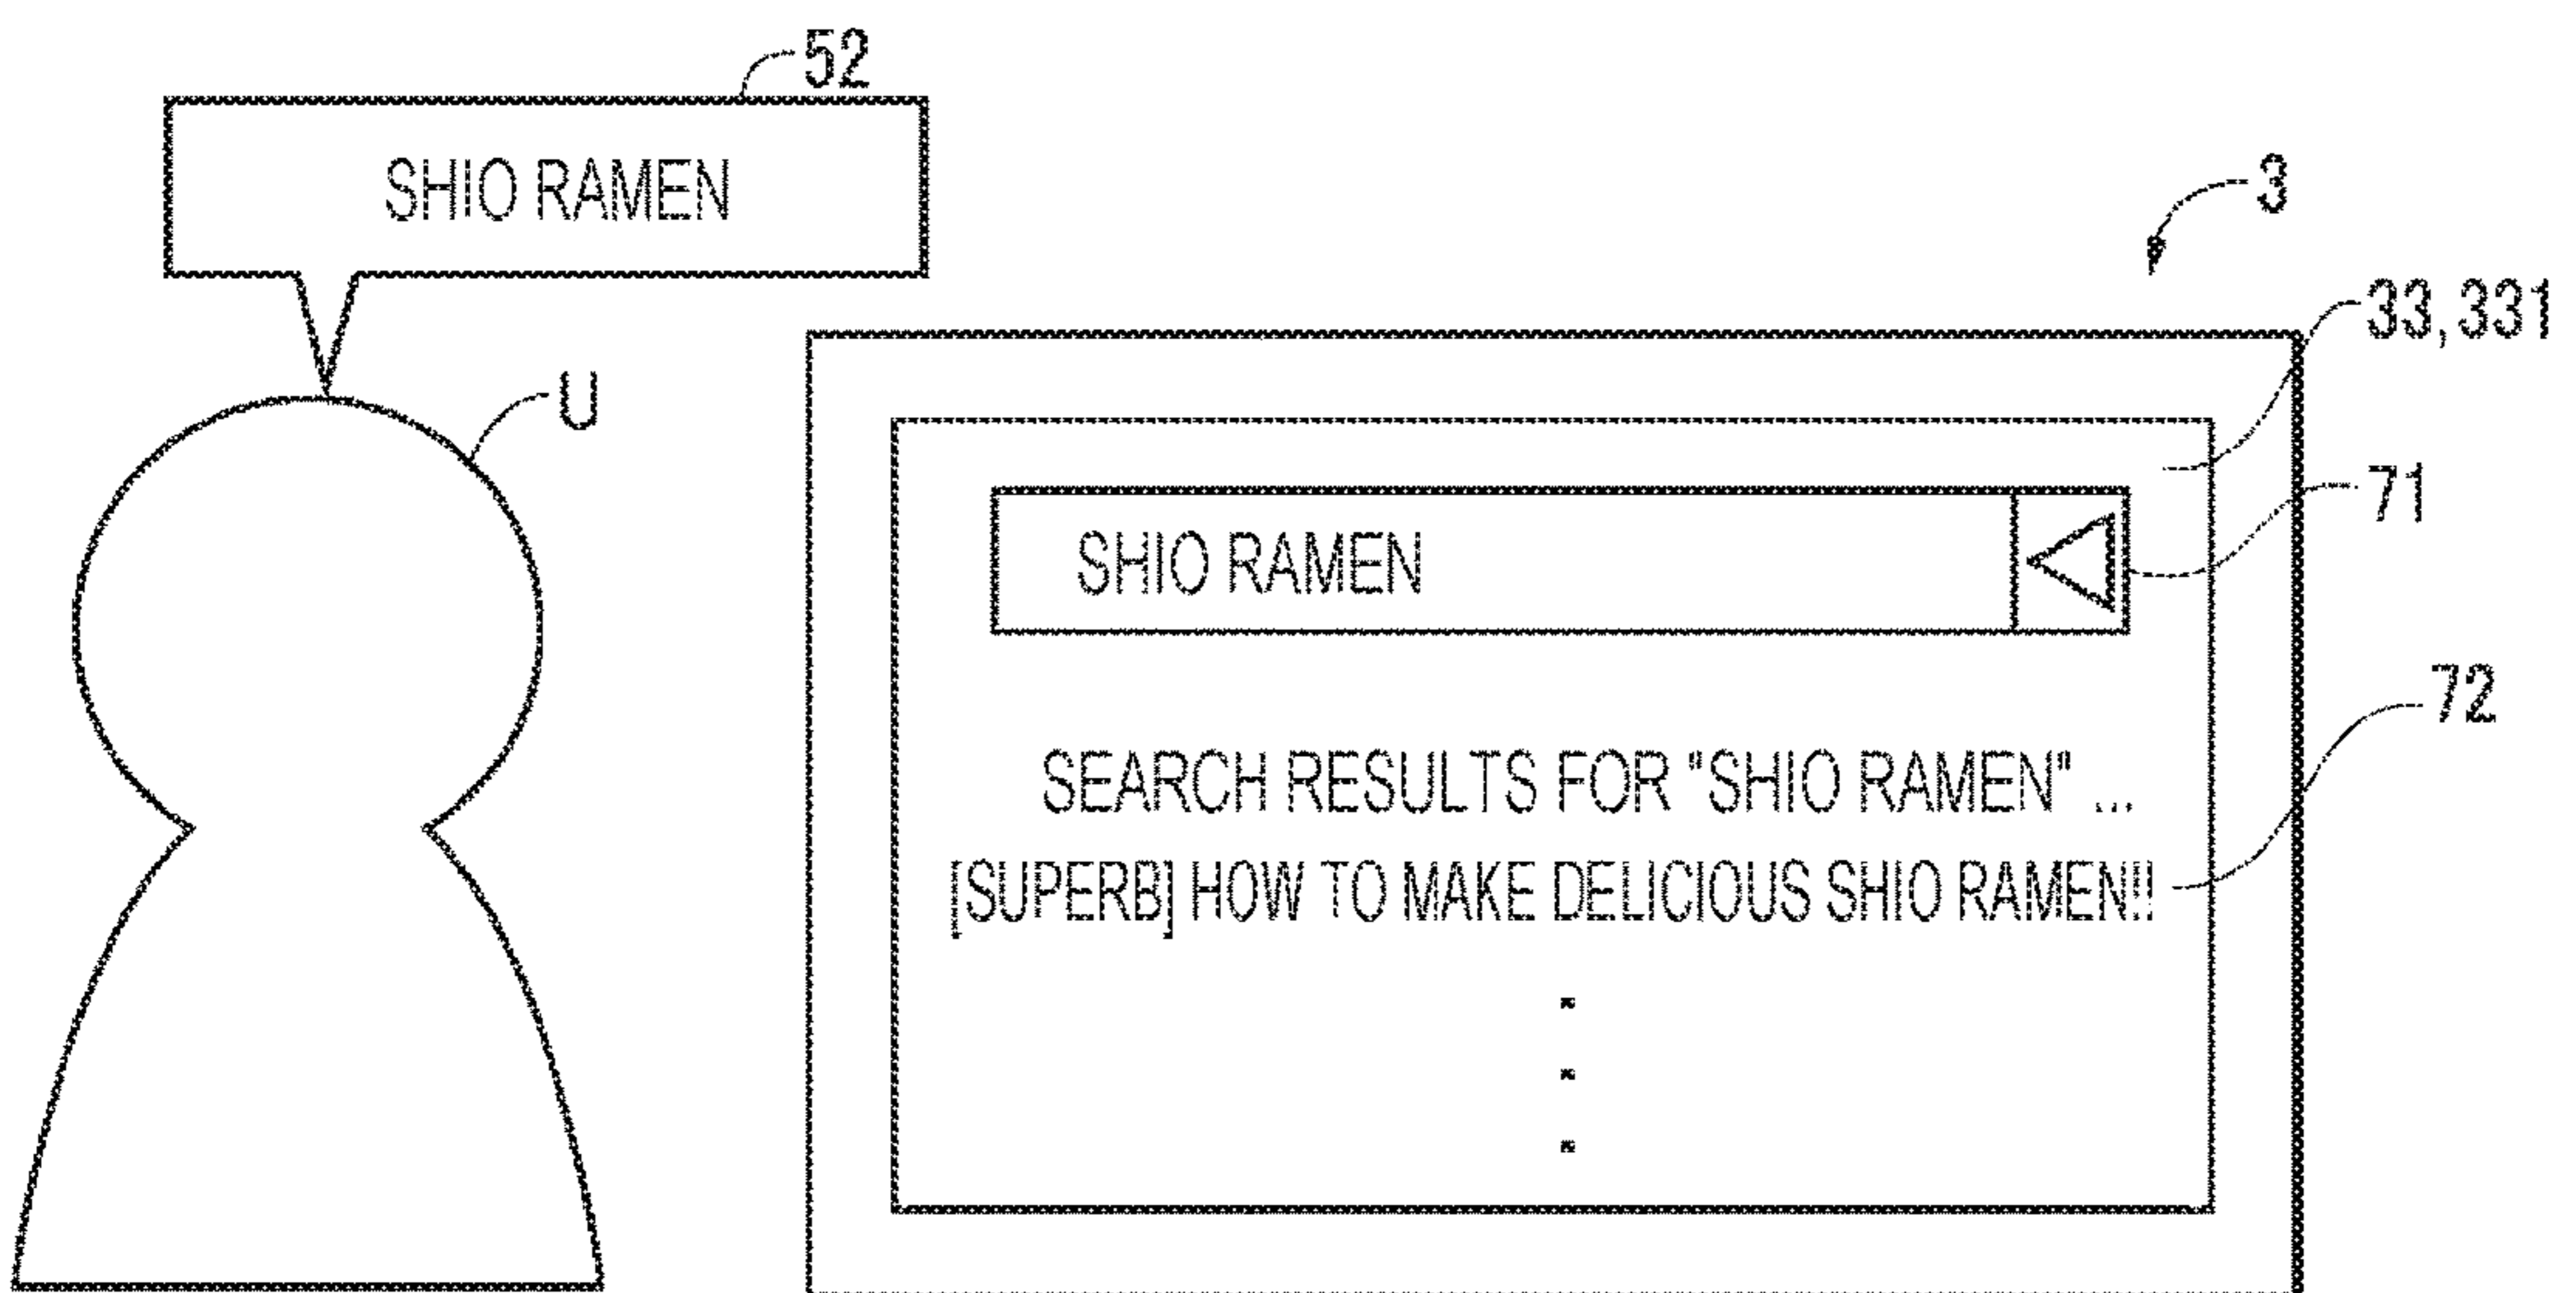 52
SHIO RAMEN
3
33,331
U
71
SHIO RAMEN
72
SEARCH RESULTS FOR "SHIO RAMEN" ...
[SUPERB] HOW TO MAKE DELICIOUS SHIO RAMEN!!